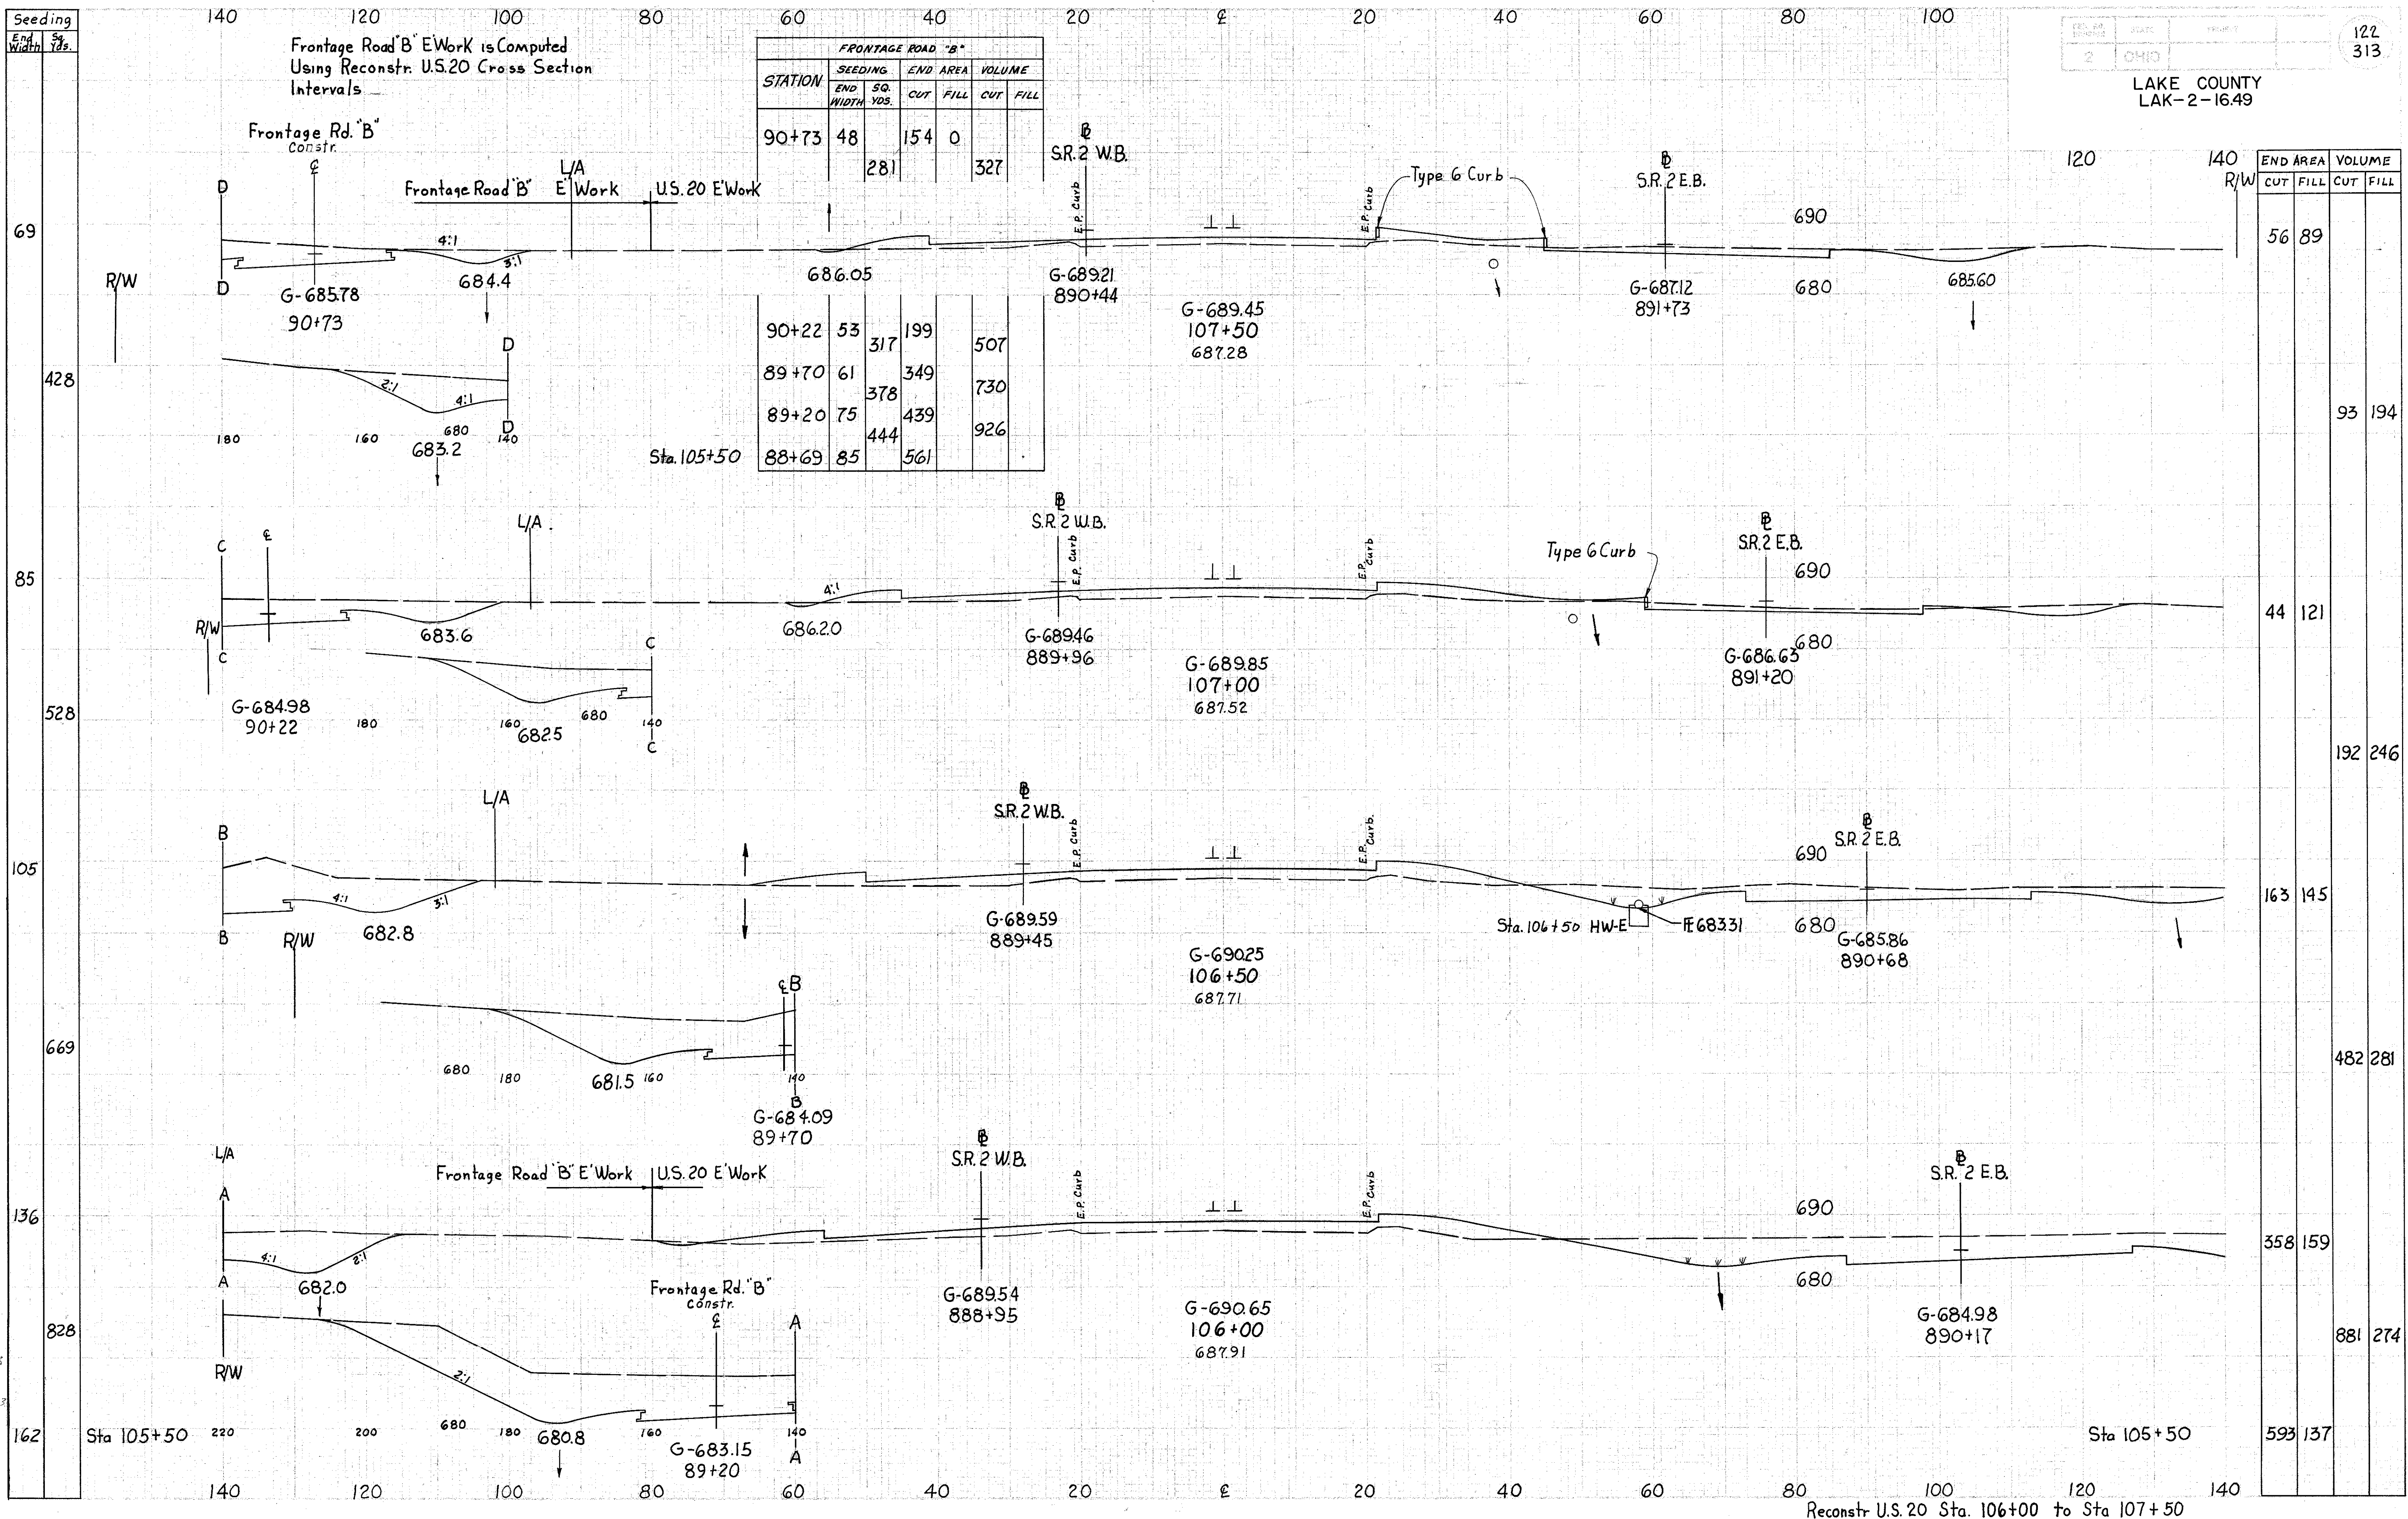 Seeding
End Width
Sq. Yds.
140 120 100 80 60 40 20 ℄ 20 40 60 80 100
122
313
2 OHIO
LAKE COUNTY
LAK-2-16.49
Frontage Road "B" E'Work is Computed
Using Reconstr. U.S.20 Cross Section
Intervals
FRONTAGE ROAD "B"
STATION SEEDING END AREA VOLUME
END WIDTH SQ. YDS. CUT FILL CUT FILL
90+73 48 154 0
281 327
90+22 53 199
317 507
89+70 61 349
378 730
89+20 75 439
444 926
Sta. 105+50 88+69 85 561
120 140
END AREA VOLUME
CUT FILL CUT FILL
Frontage Rd. "B"
Constr.
℄
D
L/A
Frontage Road "B" E'Work
U.S. 20 E'Work
S.R. 2 W.B.
E.P. Curb
E.P. Curb
Type 6 Curb
S.R. 2 E.B.
R/W
69
4:1
3:1
690
56 89
R/W
D
G-685.78
90+73
684.4
686.05
G-689.21
890+44
G-689.45
107+50
687.28
G-687.12
891+73
680
685.60
428
D
2:1
4:1
93 194
180 160 680 140
D
683.2
L/A
S.R. 2 W.B.
E.P. Curb
E.P. Curb
Type 6 Curb
S.R. 2 E.B.
C
℄
85
4:1
690
44 121
R/W
C
683.6
686.20
G-689.46
889+96
G-689.85
107+00
687.52
G-686.63
891+20
680
C
G-684.98
90+22
528
180 160 680 140
682.5
C
192 246
L/A
S.R. 2 W.B.
E.P. Curb
E.P. Curb.
S.R. 2 E.B.
B
105
4:1
3:1
690
163 145
B
R/W
682.8
G-689.59
889+45
G-690.25
106+50
687.71
Sta. 106+50 HW-E
℄683.31
680
G-685.86
890+68
℄ B
669
680 180 681.5 160 140
B
G-684.09
89+70
482 281
L/A
Frontage Road "B" E'Work
U.S. 20 E'Work
S.R. 2 W.B.
E.P. Curb
E.P. Curb
S.R. 2 E.B.
A
136
4:1
2:1
690
358 159
A
682.0
Frontage Rd. "B"
Constr.
℄
A
G-689.54
888+95
G-690.65
106+00
687.91
680
G-684.98
890+17
828
881 274
R/W
2:1
162
Sta 105+50
220 200 680 180 680.8 160 140
A
G-683.15
89+20
Sta 105+50
593 137
140 120 100 80 60 40 20 ℄ 20 40 60 80 100 120 140
Reconstr U.S. 20 Sta. 106+00 to Sta 107+50